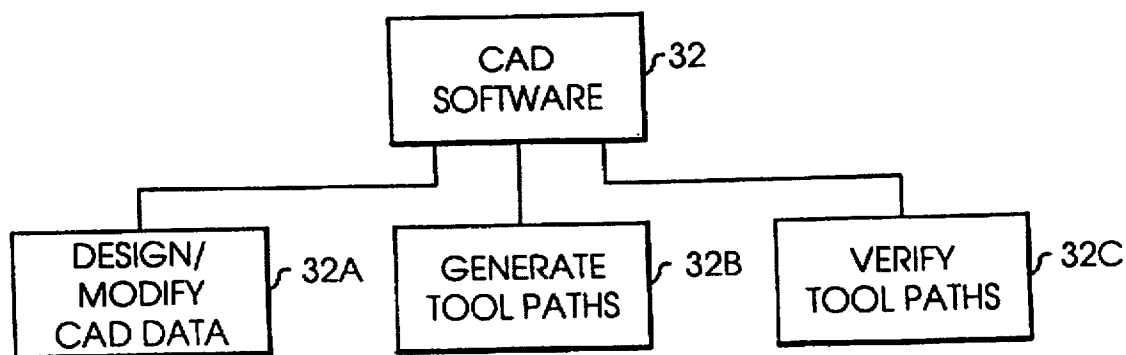 CAD
SOFTWARE
32
DESIGN/
MODIFY
CAD DATA
32A
GENERATE
TOOL PATHS
32B
VERIFY
TOOL PATHS
32C